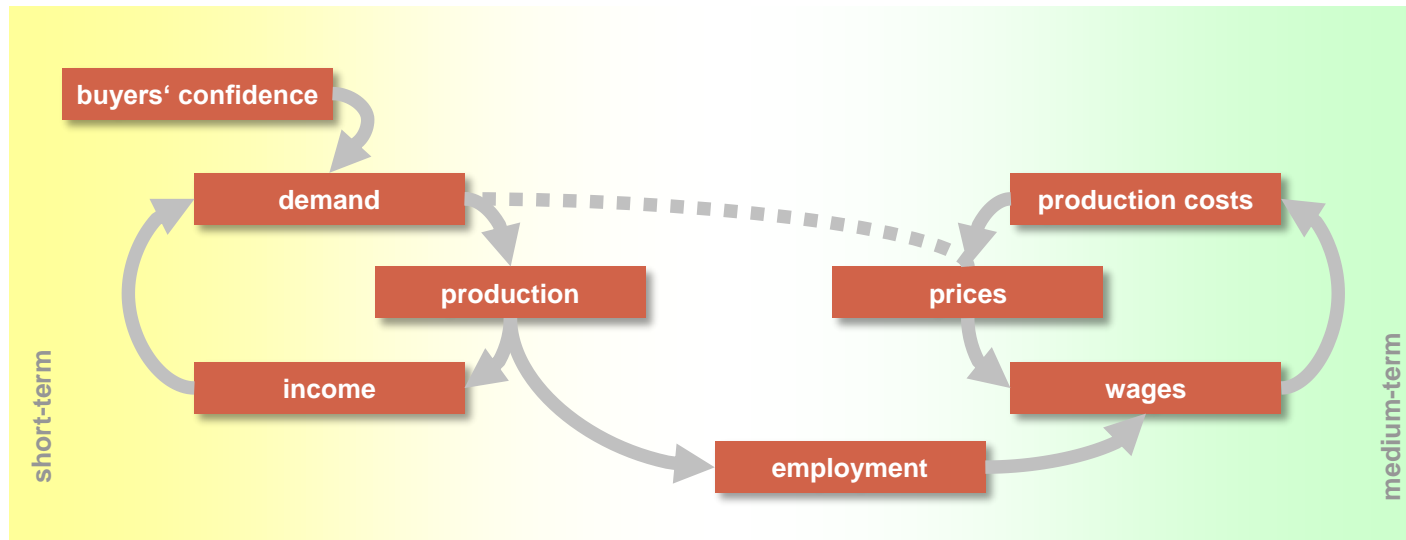 buyers‘ confidence
demand
production costs
production
prices
income
wages
employment
short-term
medium-term